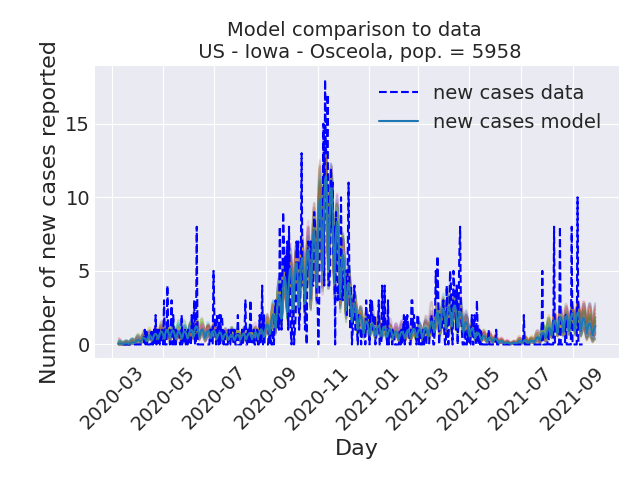 Model comparison to data
US - Iowa - Osceola, pop. = 5958
Number of new cases reported
new cases data
new cases model
15
10
5
0
2020-03
2020-05
2020-07
2020-09
2020-11
2021-01
2021-03
2021-05
2021-07
2021-09
Day